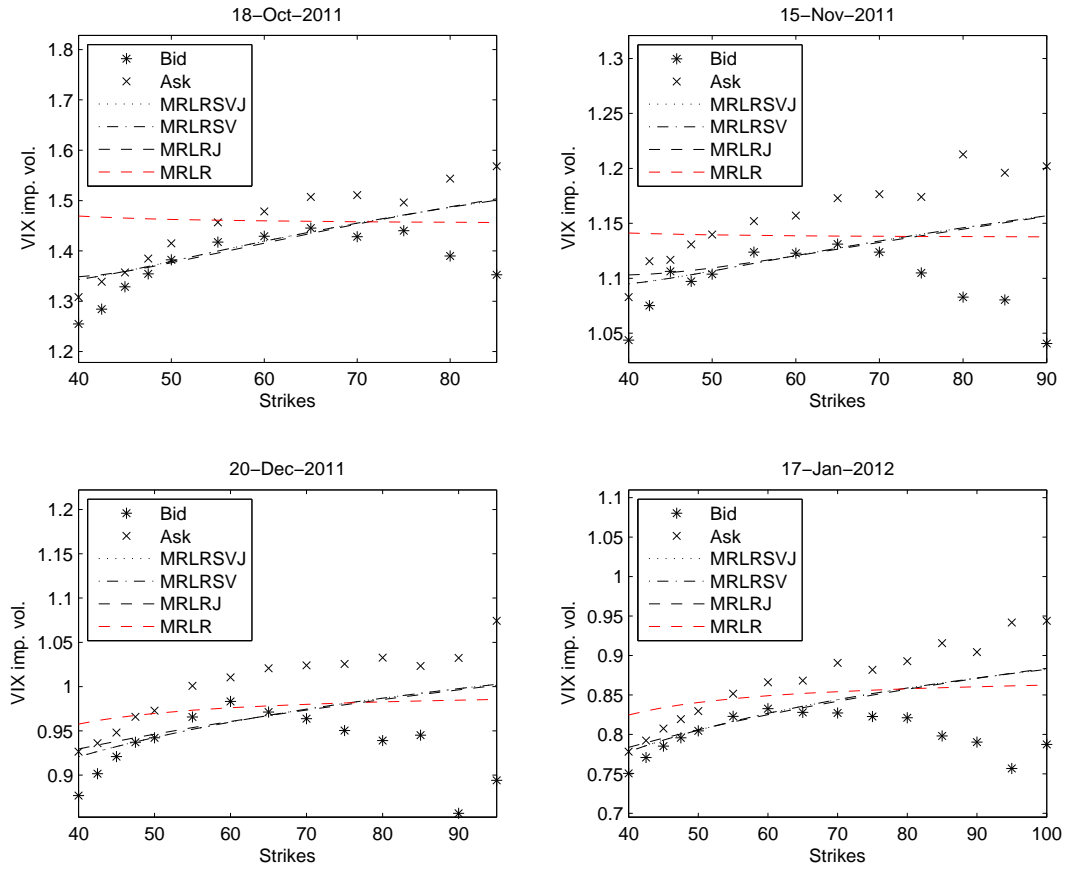 18−Oct−2011
1.8
1.7
1.6
1.5
1.4
1.3
1.2
VIX imp. vol.
Bid
Ask
MRLRSVJ
MRLRSV
MRLRJ
MRLR
40 50 60 70 80
Strikes
15−Nov−2011
1.3
1.25
1.2
1.15
1.1
1.05
VIX imp. vol.
Bid
Ask
MRLRSVJ
MRLRSV
MRLRJ
MRLR
40 50 60 70 80 90
Strikes
20−Dec−2011
1.2
1.15
1.1
1.05
1
0.95
0.9
VIX imp. vol.
Bid
Ask
MRLRSVJ
MRLRSV
MRLRJ
MRLR
40 50 60 70 80 90
Strikes
17−Jan−2012
1.1
1.05
1
0.95
0.9
0.85
0.8
0.75
0.7
VIX imp. vol.
Bid
Ask
MRLRSVJ
MRLRSV
MRLRJ
MRLR
40 50 60 70 80 90 100
Strikes